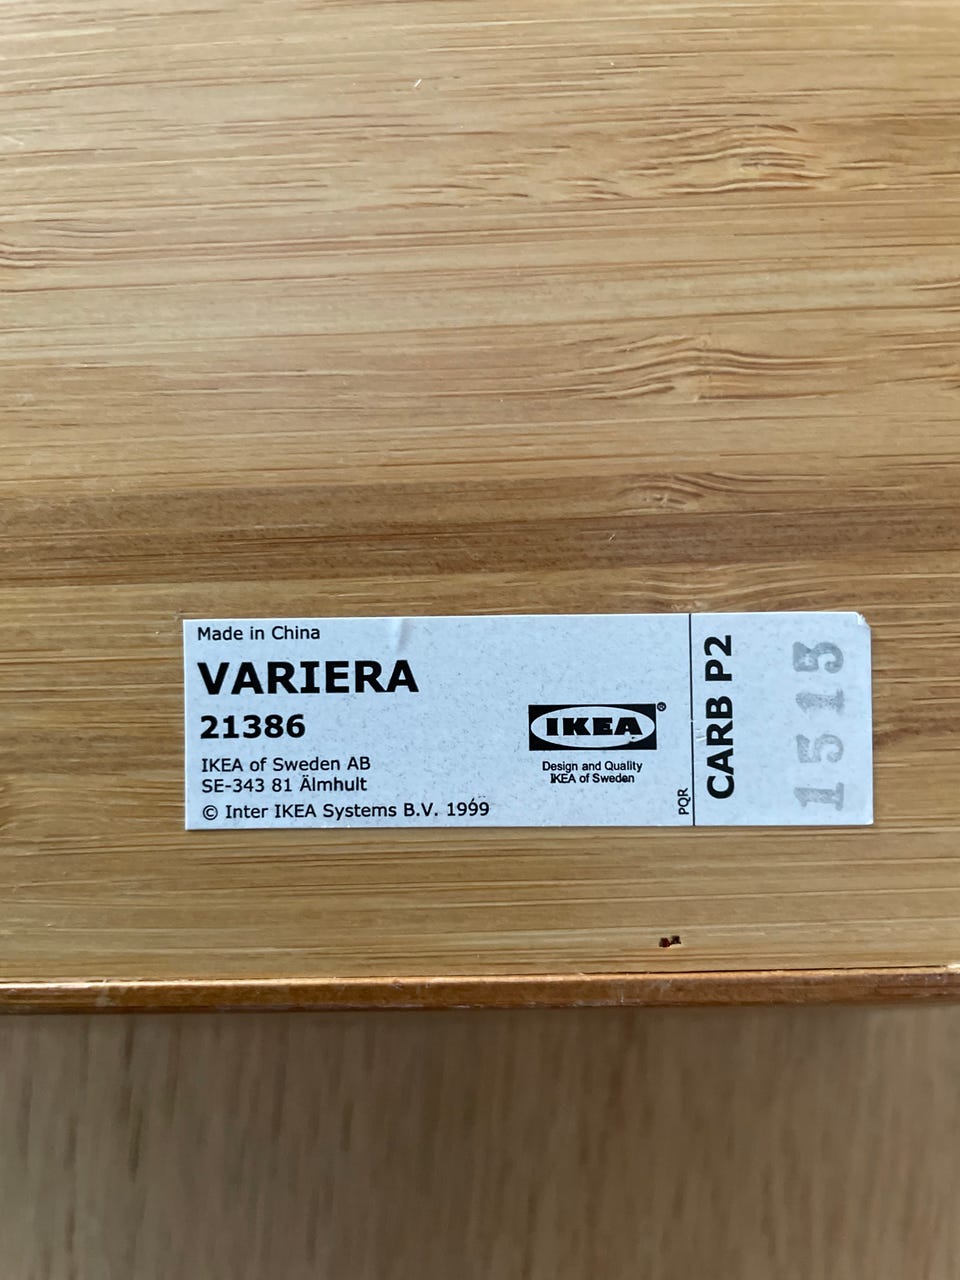 Made in China
VARIERA
21386
IKEA of Sweden AB
SE-343 81 Älmhult
© Inter IKEA Systems B.V. 1999
IKEA®
Design and Quality
IKEA of Sweden
PQR
CARB P2
1513